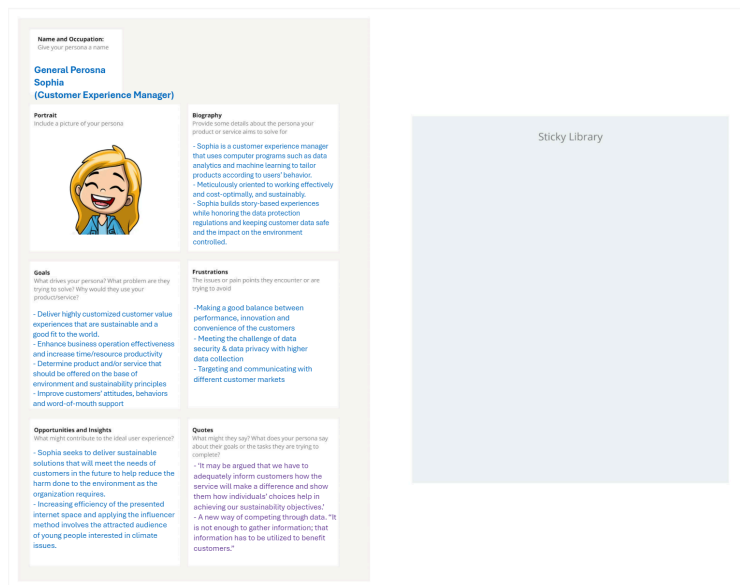 Name and Occupation:
Give your persona a name
General Perosna
Sophia
(Customer Experience Manager)
Portrait
Include a picture of your persona
Biography
Provide some details about the persona your
product or service aims to solve for
- Sophia is a customer experience manager
that uses computer programs such as data
analytics and machine learning to tailor
products according to users' behavior.
- Meticulously oriented to working effectively
and cost-optimally, and sustainably.
- Sophia builds story-based experiences
while honoring the data protection
regulations and keeping customer data safe
and the impact on the environment
controlled.
Goals
What drives your persona? What problem are they
trying to solve? Why would they use your
product/service?
- Deliver highly customized customer value
experiences that are sustainable and a
good fit to the world.
- Enhance business operation effectiveness
and increase time/resource productivity
- Determine product and/or service that
should be offered on the base of
environment and sustainability principles
- Improve customers' attitudes, behaviors
and word-of-mouth support
Frustrations
The issues or pain points they encounter or are
trying to avoid
-Making a good balance between
performance, innovation and
convenience of the customers
- Meeting the challenge of data
security & data privacy with higher
data collection
- Targeting and communicating with
different customer markets
Opportunities and Insights
What might contribute to the ideal user experience?
- Sophia seeks to deliver sustainable
solutions that will meet the needs of
customers in the future to help reduce the
harm done to the environment as the
organization requires.
- Increasing efficiency of the presented
internet space and applying the influencer
method involves the attracted audience
of young people interested in climate
issues.
Quotes
What might they say? What does your persona say
about their goals or the tasks they are trying to
complete?
- 'It may be argued that we have to
adequately inform customers how the
service will make a difference and show
them how individuals' choices help in
achieving our sustainability objectives.'
- A new way of competing through data. "It
is not enough to gather information; that
information has to be utilized to benefit
customers."
Sticky Library